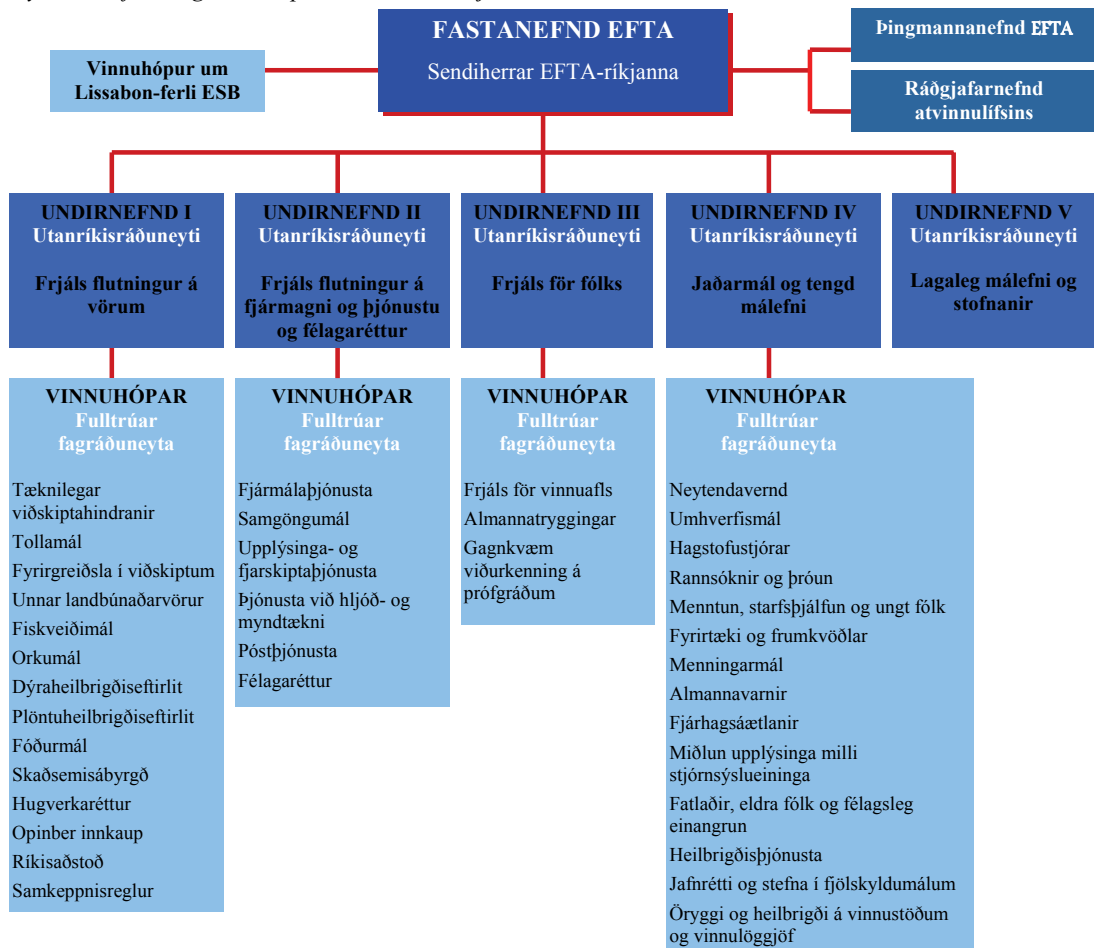 FASTANEFND EFTA
Sendiherrar EFTA-ríkjanna
Vinnuhópur um
Lissabon-ferli ESB
Þingmannanefnd EFTA
Ráðgjafarnefnd
atvinnulífsins
UNDIRNEFND I
Utanríkisráðuneyti
Frjáls flutningur á
vörum
UNDIRNEFND II
Utanríkisráðuneyti
Frjáls flutningur á
fjármagni og þjónustu
og félagaréttur
UNDIRNEFND III
Utanríkisráðuneyti
Frjáls för fólks
UNDIRNEFND IV
Utanríkisráðuneyti
Jaðarmál og tengd
málefni
UNDIRNEFND V
Utanríkisráðuneyti
Lagaleg málefni og
stofnanir
VINNUHÓPAR
Fulltrúar
fagráðuneyta
Tæknilegar
viðskiptahindranir
Tollamál
Fyrirgreiðsla í viðskiptum
Unnar landbúnaðarvörur
Fiskveiðimál
Orkumál
Dýraheilbrigðiseftirlit
Plöntuheilbrigðiseftirlit
Fóðurmál
Skaðsemisábyrgð
Hugverkaréttur
Opinber innkaup
Ríkisaðstoð
Samkeppnisreglur
VINNUHÓPAR
Fulltrúar
fagráðuneyta
Fjármálaþjónusta
Samgöngumál
Upplýsinga- og
fjarskiptaþjónusta
Þjónusta við hljóð- og
myndtækni
Póstþjónusta
Félagaréttur
VINNUHÓPAR
Fulltrúar
fagráðuneyta
Frjáls för vinnuafls
Almannatryggingar
Gagnkvæm
viðurkenning á
prófgráðum
VINNUHÓPAR
Fulltrúar
fagráðuneyta
Neytendavernd
Umhverfismál
Hagstofustjórar
Rannsóknir og þróun
Menntun, starfsþjálfun og ungt fólk
Fyrirtæki og frumkvöðlar
Menningarmál
Almannavarnir
Fjárhagsáætlanir
Miðlun upplýsinga milli
stjórnsýslueininga
Fatlaðir, eldra fólk og félagsleg
einangrun
Heilbrigðisþjónusta
Jafnrétti og stefna í fjölskyldumálum
Öryggi og heilbrigði á vinnustöðum
og vinnulöggjöf